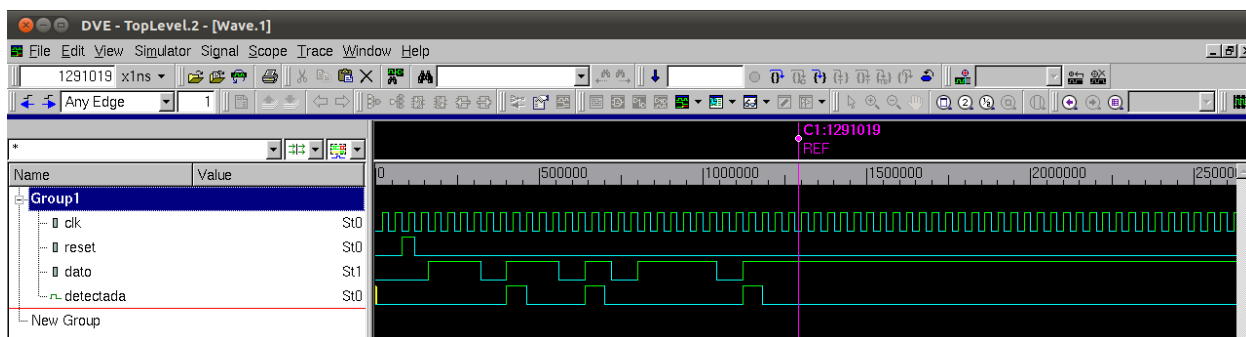 DVE - TopLevel.2 - [Wave.1]
File Edit View Simulator Signal Scope Trace Window Help
1291019 x1ns
Any Edge 1
C1:1291019
REF
*
Name Value
0 500000 1000000 1500000 2000000 25000
Group1
clk St0
reset St0
dato St1
detectada St0
New Group